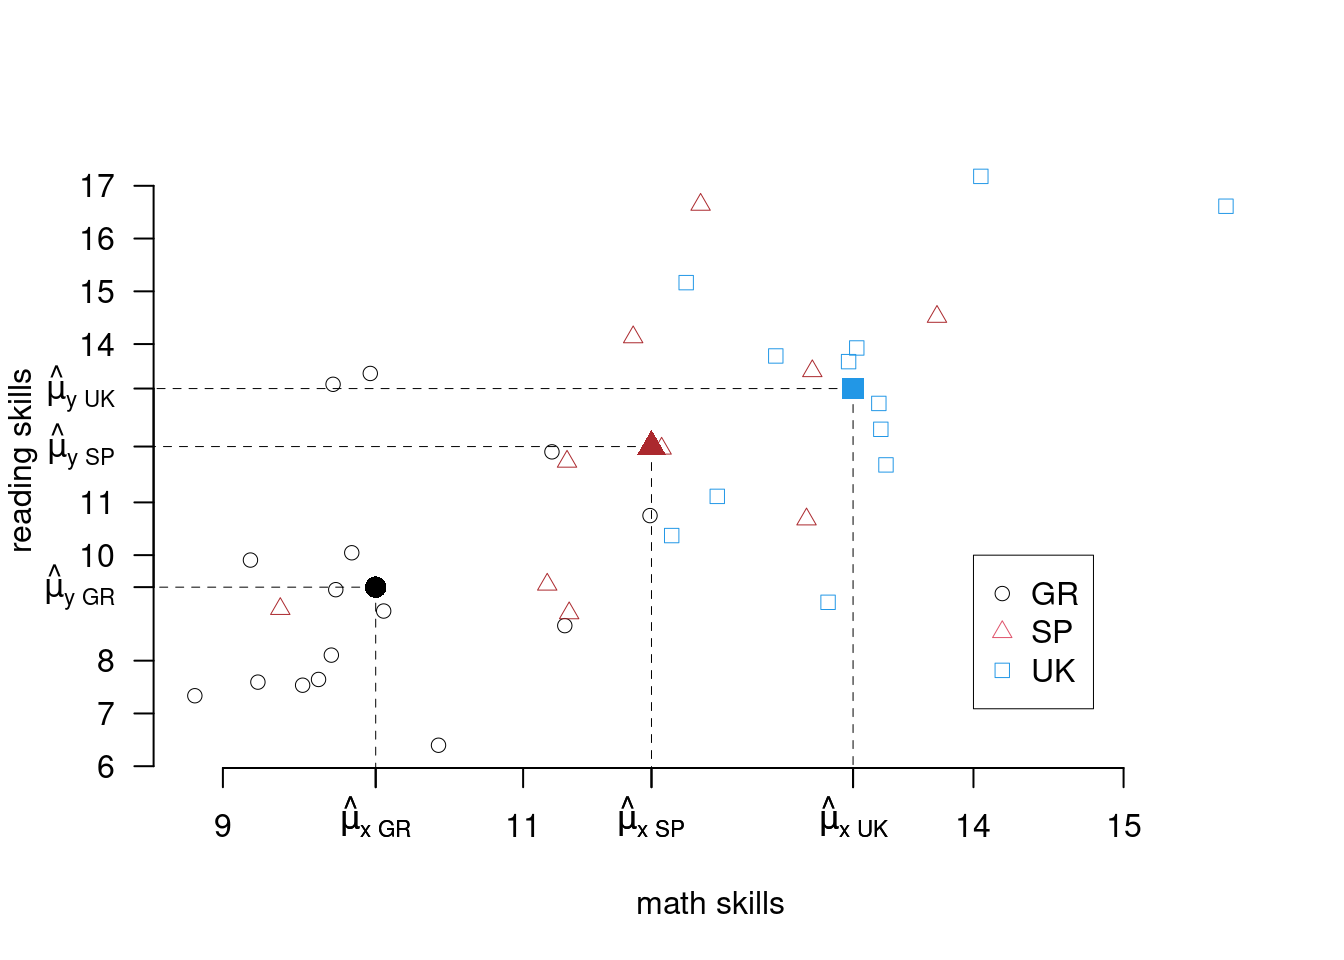 17
16
15
14
μ̂y UK
μ̂y SP
11
10
μ̂y GR
8
7
6
reading skills
GR
SP
UK
9 μ̂x GR 11 μ̂x SP μ̂x UK 14 15
math skills